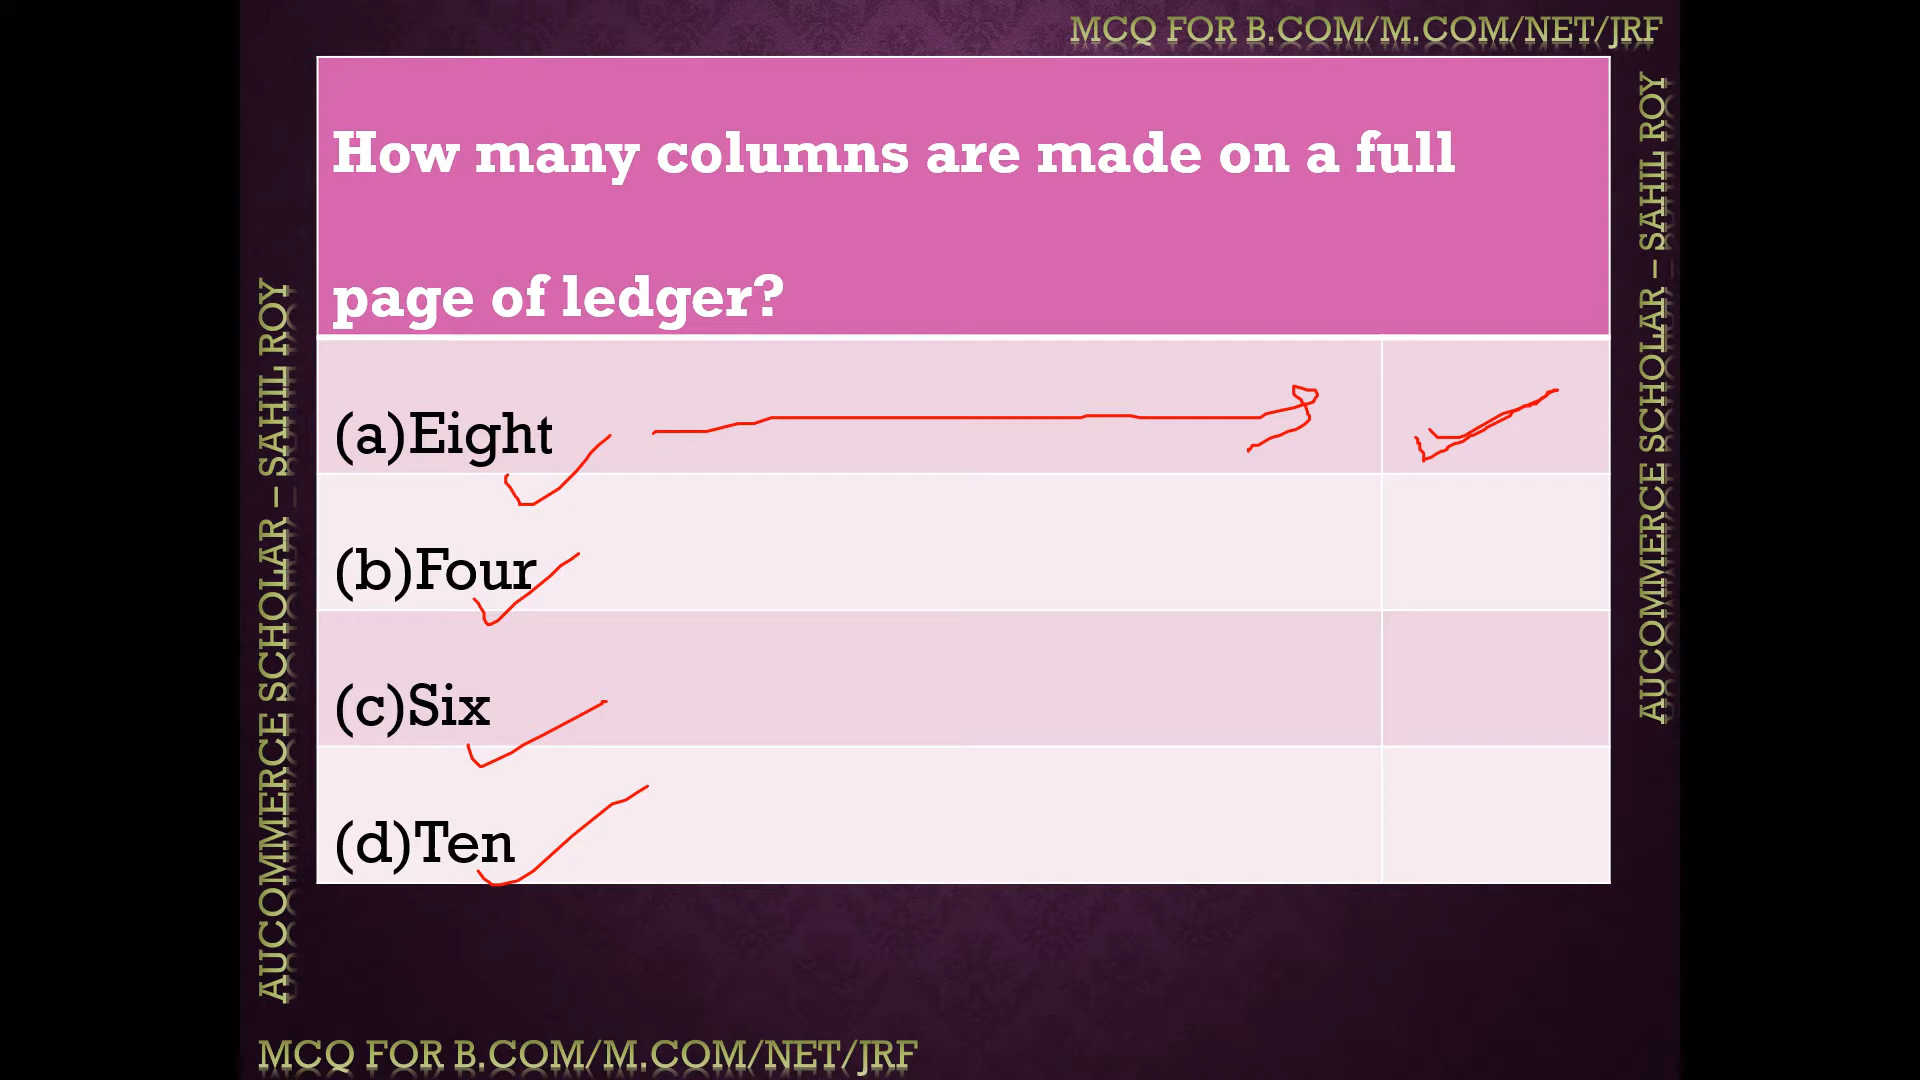 MCQ FOR B.COM/M.COM/NET/JRF
How many columns are made on a full
page of ledger?
(a)Eight
(b)Four
(c)Six
(d)Ten
AUCOMMERCE SCHOLAR – SAHIL ROY
AUCOMMERCE SCHOLAR – SAHIL ROY
MCQ FOR B.COM/M.COM/NET/JRF